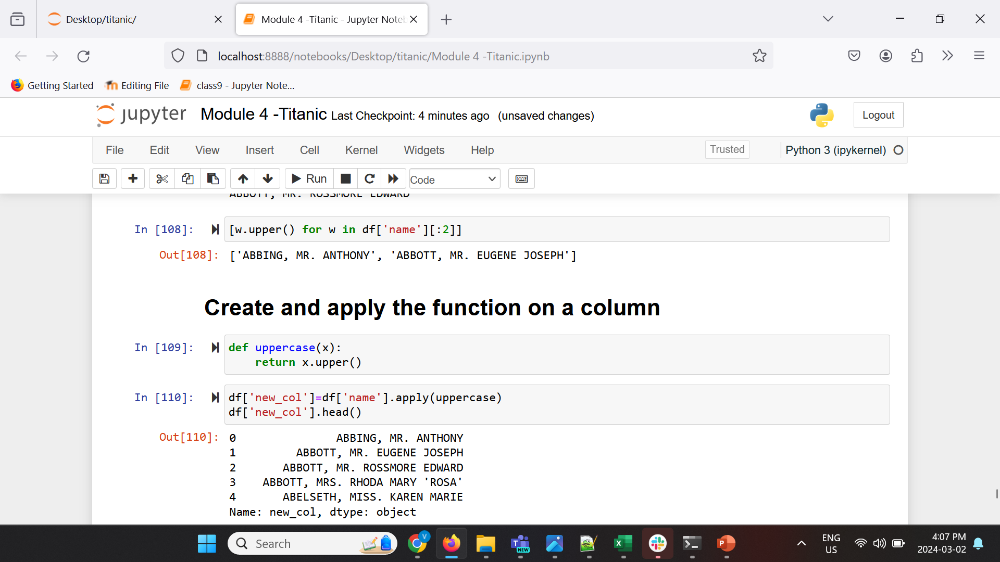 Desktop/titanic/
Module 4 -Titanic - Jupyter Noteb
localhost:8888/notebooks/Desktop/titanic/Module 4 -Titanic.ipynb
Getting Started
Editing File
class9 - Jupyter Note...
jupyter
Module 4 -Titanic Last Checkpoint: 4 minutes ago (unsaved changes)
Logout
File Edit View Insert Cell Kernel Widgets Help
Trusted
Python 3 (ipykernel)
Run
Code
ABBOTT, MR. ROSSMORE EDWARD
In [108]:
[w.upper() for w in df['name'][:2]]
Out[108]:
['ABBING, MR. ANTHONY', 'ABBOTT, MR. EUGENE JOSEPH']
Create and apply the function on a column
In [109]:
def uppercase(x):
    return x.upper()
In [110]:
df['new_col']=df['name'].apply(uppercase)
df['new_col'].head()
Out[110]:
0               ABBING, MR. ANTHONY
1         ABBOTT, MR. EUGENE JOSEPH
2       ABBOTT, MR. ROSSMORE EDWARD
3    ABBOTT, MRS. RHODA MARY 'ROSA'
4       ABELSETH, MISS. KAREN MARIE
Name: new_col, dtype: object
Search
V
T
NEW
X
P
ENG
US
4:07 PM
2024-03-02